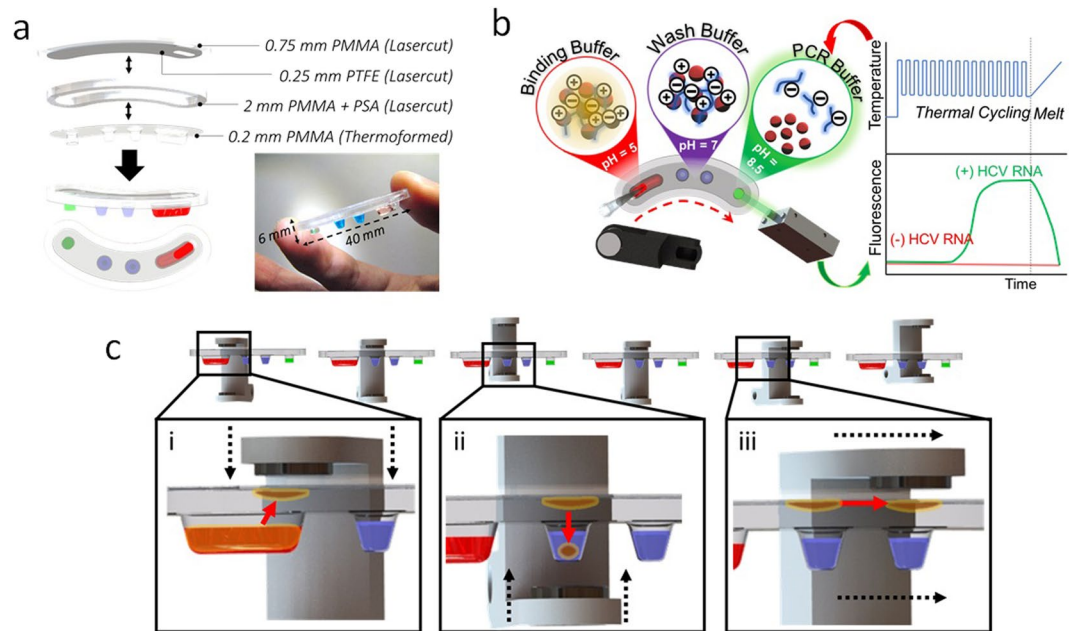 a
0.75 mm PMMA (Lasercut)
0.25 mm PTFE (Lasercut)
2 mm PMMA + PSA (Lasercut)
0.2 mm PMMA (Thermoformed)
6 mm
40 mm
b
Binding Buffer
Wash Buffer
PCR Buffer
pH = 5
pH = 7
pH =
8.5
Temperature
Thermal Cycling
Melt
Fluorescence
(+) HCV RNA
(-) HCV RNA
Time
c
i
ii
iii